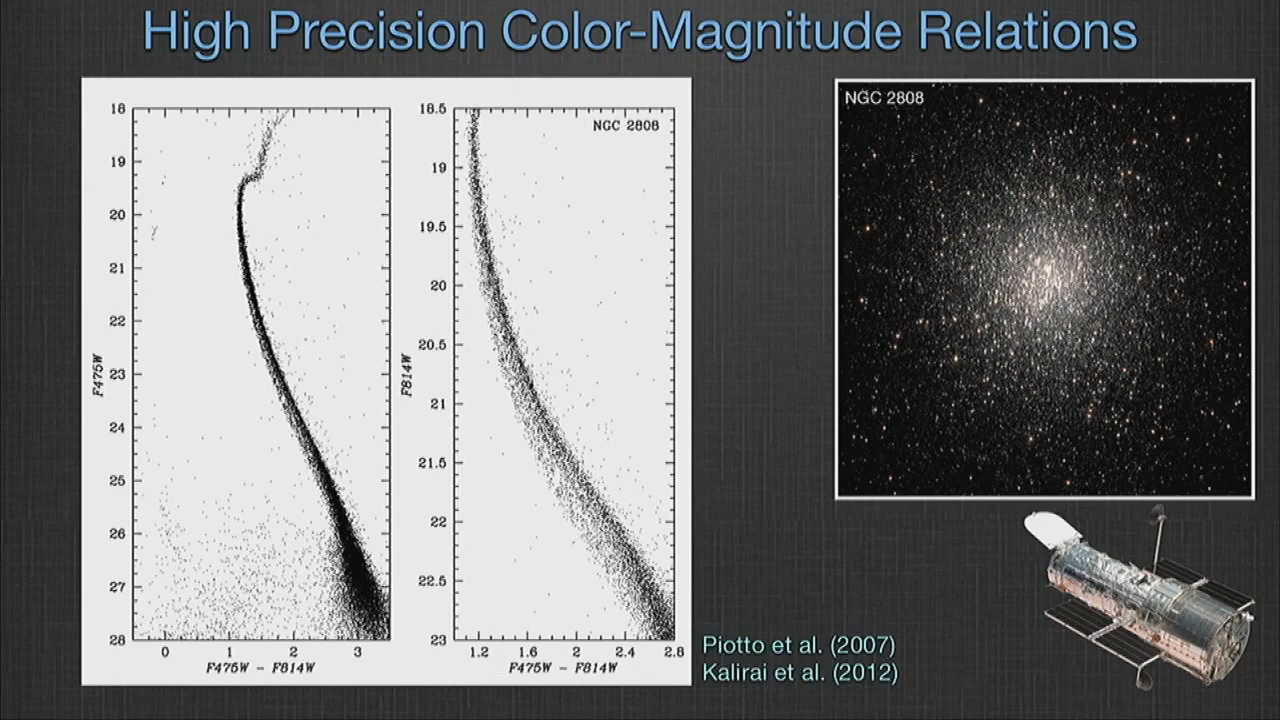 High Precision Color-Magnitude Relations
18
19
20
21
22
23
24
25
26
27
28
F475W
0 1 2 3
F475W - F814W
NGC 2808
18.5
19
19.5
20
20.5
21
21.5
22
22.5
23
F814W
1.2 1.6 2 2.4 2.8
F475W - F814W
NGC 2808
Piotto et al. (2007)
Kalirai et al. (2012)